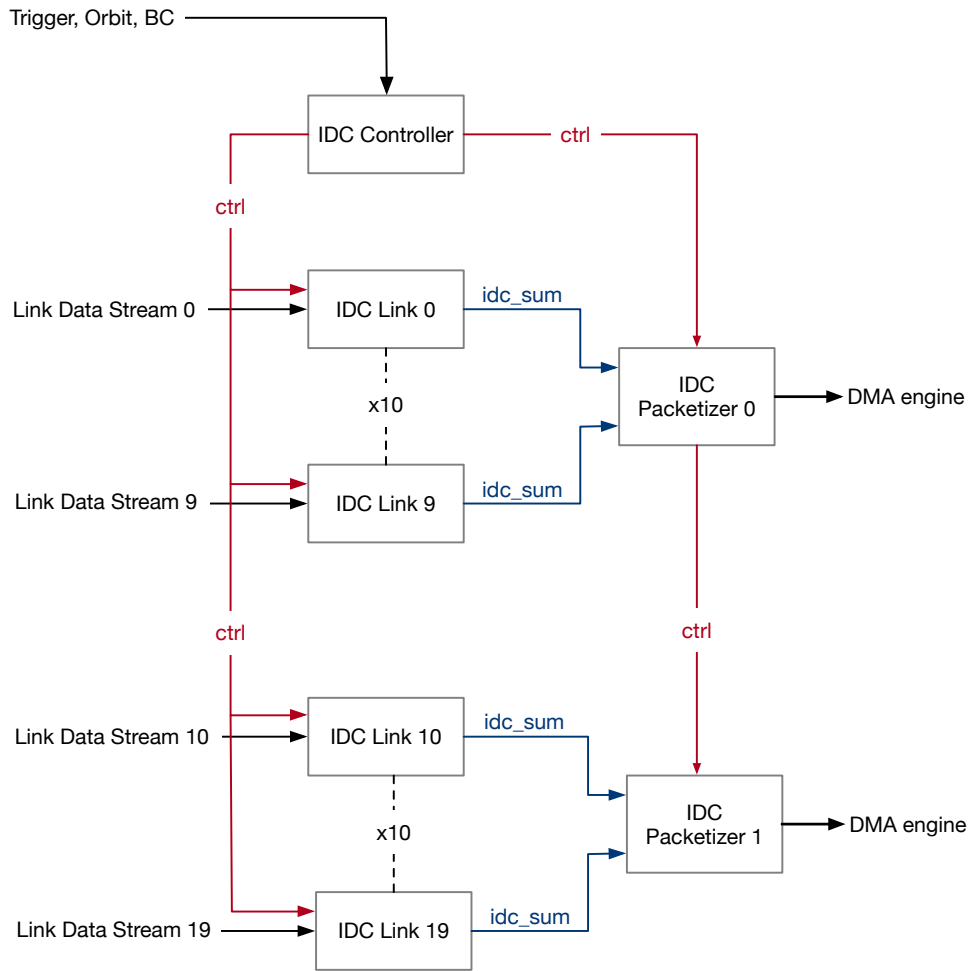 Trigger, Orbit, BC
IDC Controller
ctrl
ctrl
Link Data Stream 0
IDC Link 0
idc_sum
x10
IDC
Packetizer 0
DMA engine
Link Data Stream 9
IDC Link 9
idc_sum
ctrl
ctrl
Link Data Stream 10
IDC Link 10
idc_sum
x10
IDC
Packetizer 1
DMA engine
Link Data Stream 19
IDC Link 19
idc_sum